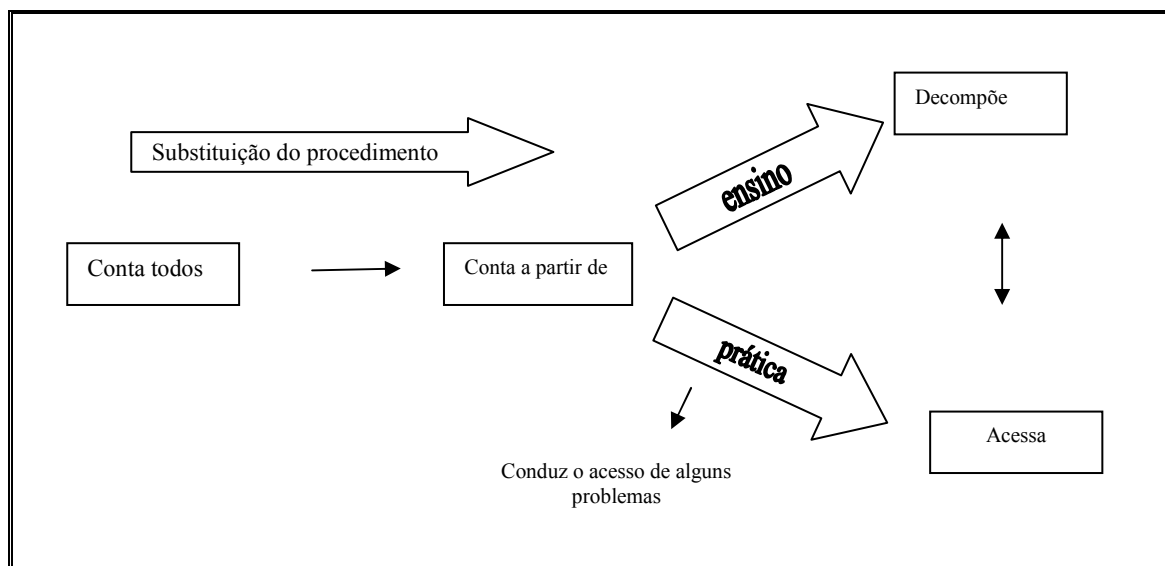 Decompõe
Substituição do procedimento
ensino
Conta todos
Conta a partir de
prática
Acessa
Conduz o acesso de alguns
problemas